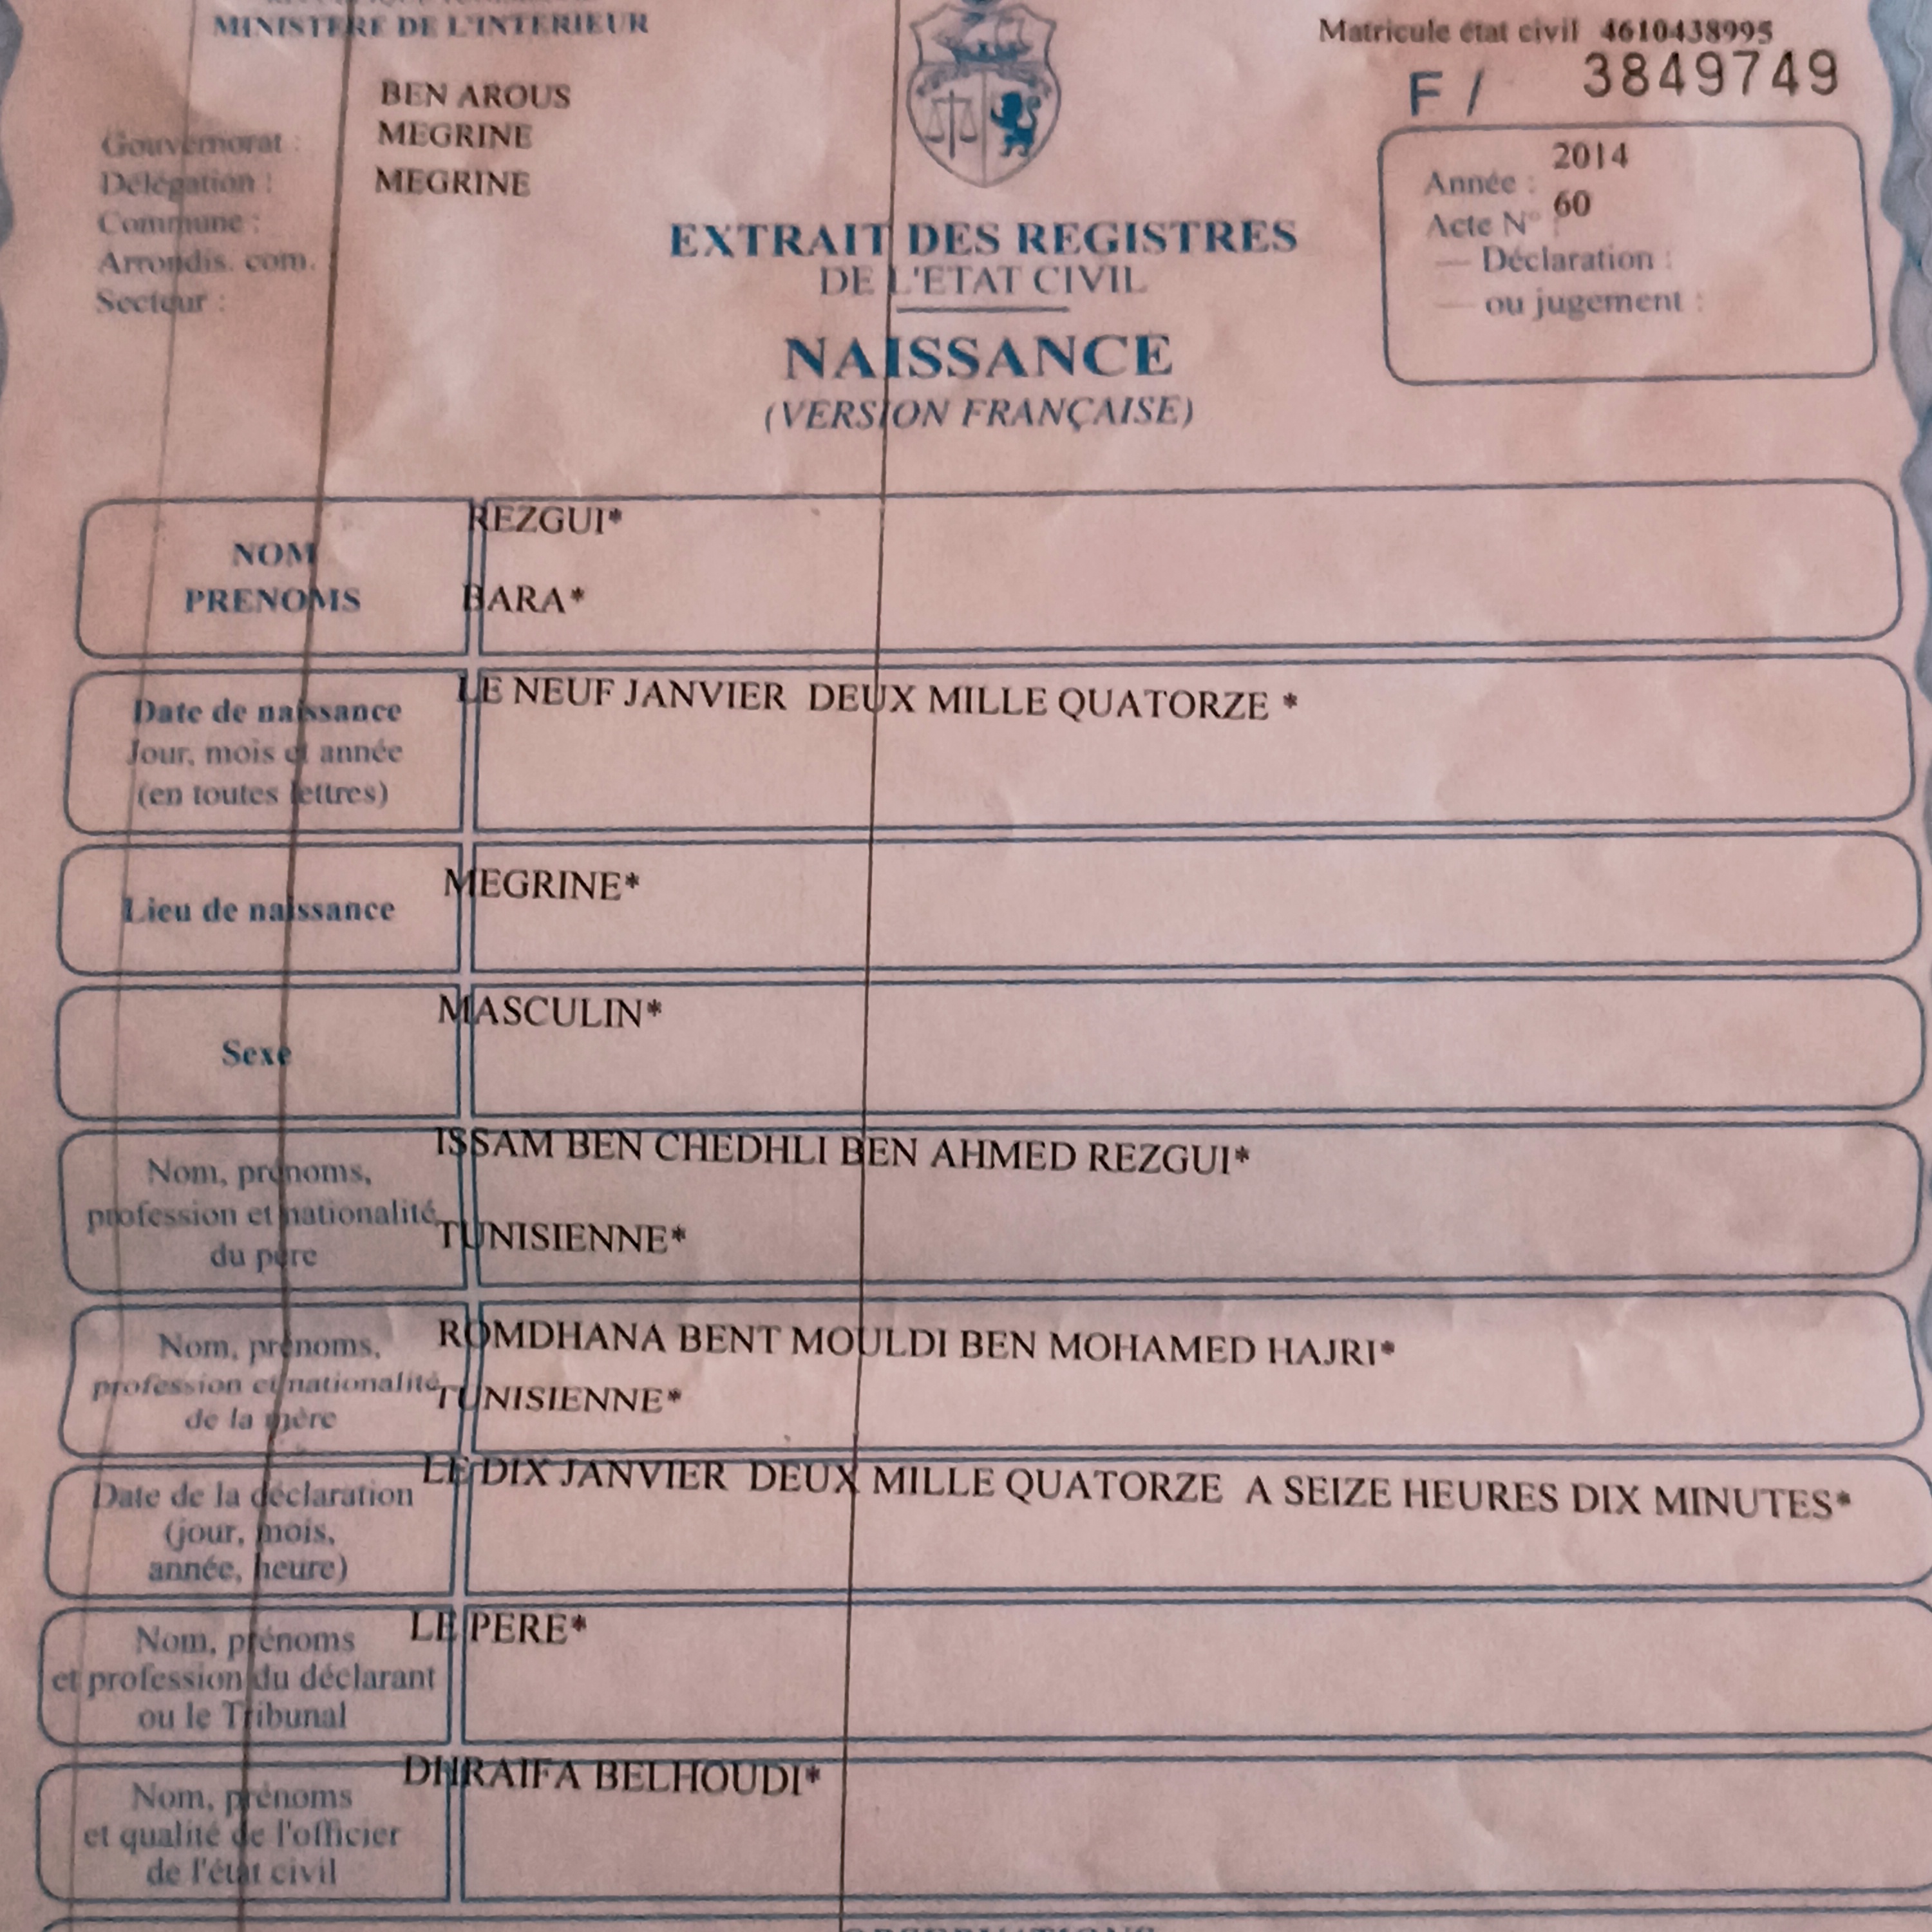 MINISTERE DE L'INTERIEUR
Matricule état civil 4610438995
F / 3849749
BEN AROUS
MEGRINE
MEGRINE
Gouvernorat :
Délégation :
Commune :
Arrondis. com.
Secteur :
2014
Année :
60
Acte N°
— Déclaration :
— ou jugement :
EXTRAIT DES REGISTRES
DE L'ETAT CIVIL
NAISSANCE
(VERSION FRANÇAISE)
NOM
PRENOMS
REZGUI*
BARA*
Date de naissance
Jour, mois et année
(en toutes lettres)
LE NEUF JANVIER DEUX MILLE QUATORZE *
Lieu de naissance
MEGRINE*
Sexe
MASCULIN*
Nom, prénoms,
profession et nationalité
du père
ISSAM BEN CHEDHLI BEN AHMED REZGUI*
TUNISIENNE*
Nom, prénoms,
profession et nationalité
de la mère
ROMDHANA BENT MOULDI BEN MOHAMED HAJRI*
TUNISIENNE*
Date de la déclaration
(jour, mois,
année, heure)
LE DIX JANVIER DEUX MILLE QUATORZE A SEIZE HEURES DIX MINUTES*
Nom, prénoms
et profession du déclarant
ou le Tribunal
LE PERE*
Nom, prénoms
et qualité de l'officier
de l'état civil
DHRAIFA BELHOUDI*